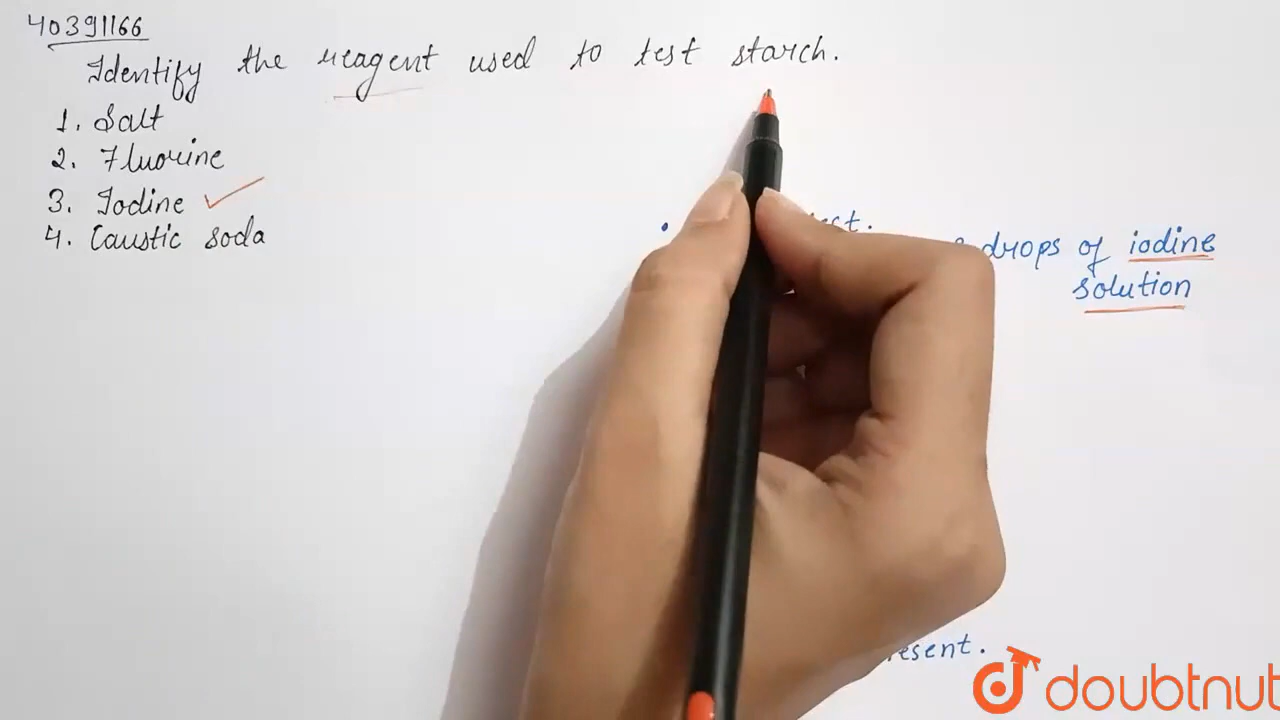 40391166
Identify the reagent used to test starch.
1. Salt
2. Fluorine
3. Iodine
4. Caustic soda
drops of iodine
solution
doubtnut